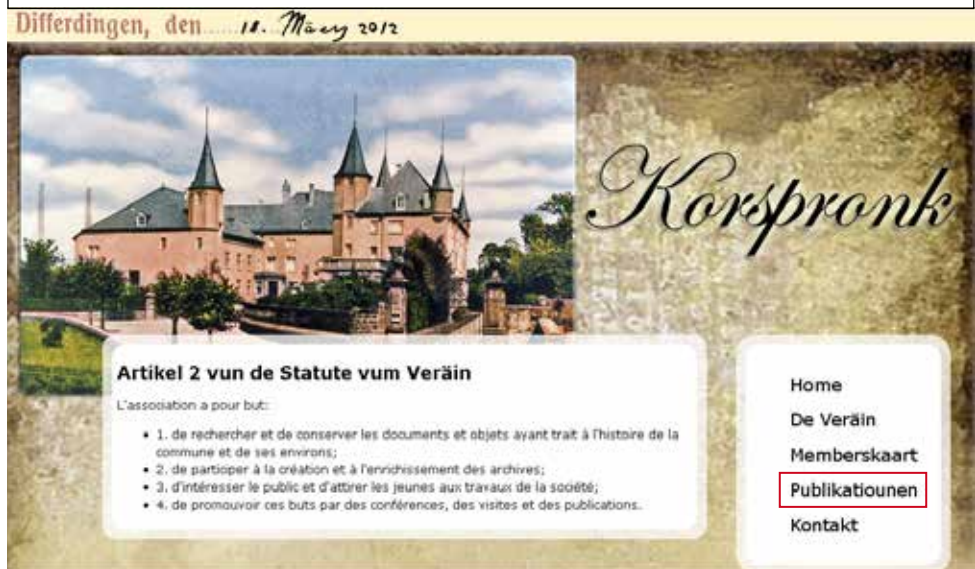 Differdingen, den......18. März 2012
Korspronk
Artikel 2 vun de Statute vum Veräin
L'association a pour but:
• 1. de rechercher et de conserver les documents et objets ayant trait à l'histoire de la
commune et de ses environs;
• 2. de particoper à la création et à l'enrichissement des archives;
• 3. d'intéresser le public et d'attirer les jeunes aux travaux de la société;
• 4. de promouvoir ces buts par des conférences, des visites et des publications.
Home
De Veräin
Memberskaart
Publikatiounen
Kontakt